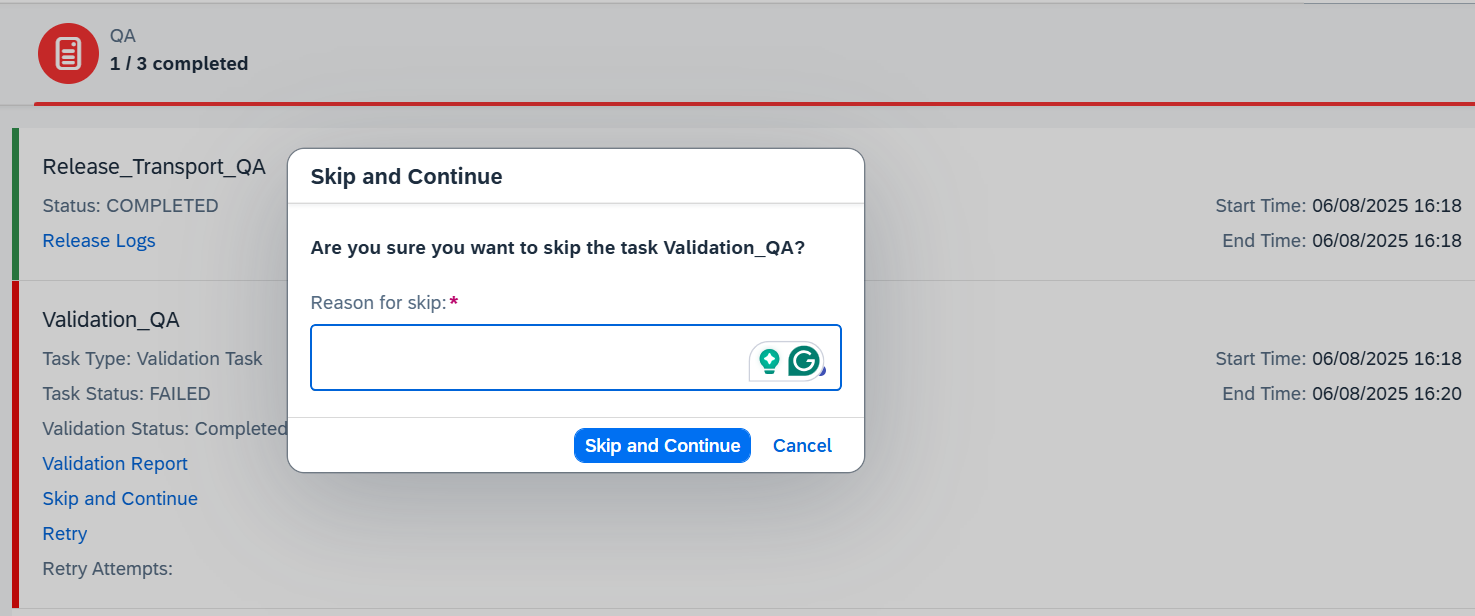 QA
1 / 3 completed
Release_Transport_QA
Status: COMPLETED
Start Time: 06/08/2025 16:18
Release Logs
End Time: 06/08/2025 16:18
Skip and Continue
Are you sure you want to skip the task Validation_QA?
Reason for skip:*
Skip and Continue
Cancel
Validation_QA
Task Type: Validation Task
Start Time: 06/08/2025 16:18
Task Status: FAILED
End Time: 06/08/2025 16:20
Validation Status: Completed
Validation Report
Skip and Continue
Retry
Retry Attempts: